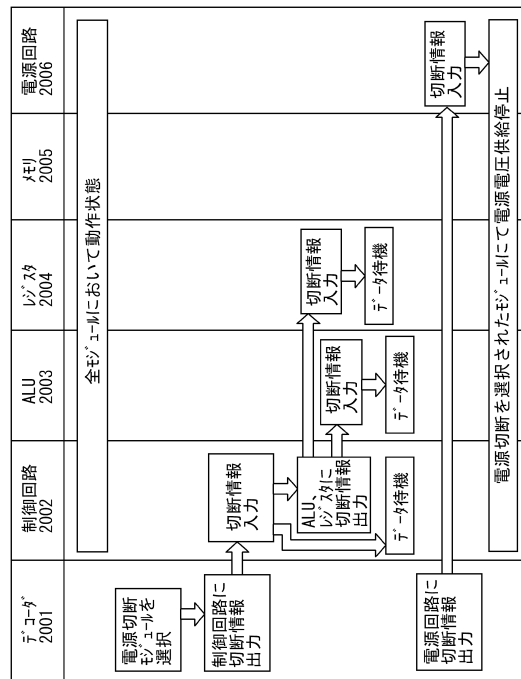 デコーダ
2001
制御回路
2002
ALU
2003
レジスタ
2004
メモリ
2005
電源回路
2006
全モジュールにおいて動作状態
電源切断
モジュールを
選択
制御回路に
切断情報
出力
切断情報
入力
ALU、
レジスタに
切断情報
出力
切断情報
入力
切断情報
入力
データ待機
データ待機
データ待機
電源回路に
切断情報
出力
切断情報
入力
電源切断を選択されたモジュールにて電源電圧供給停止